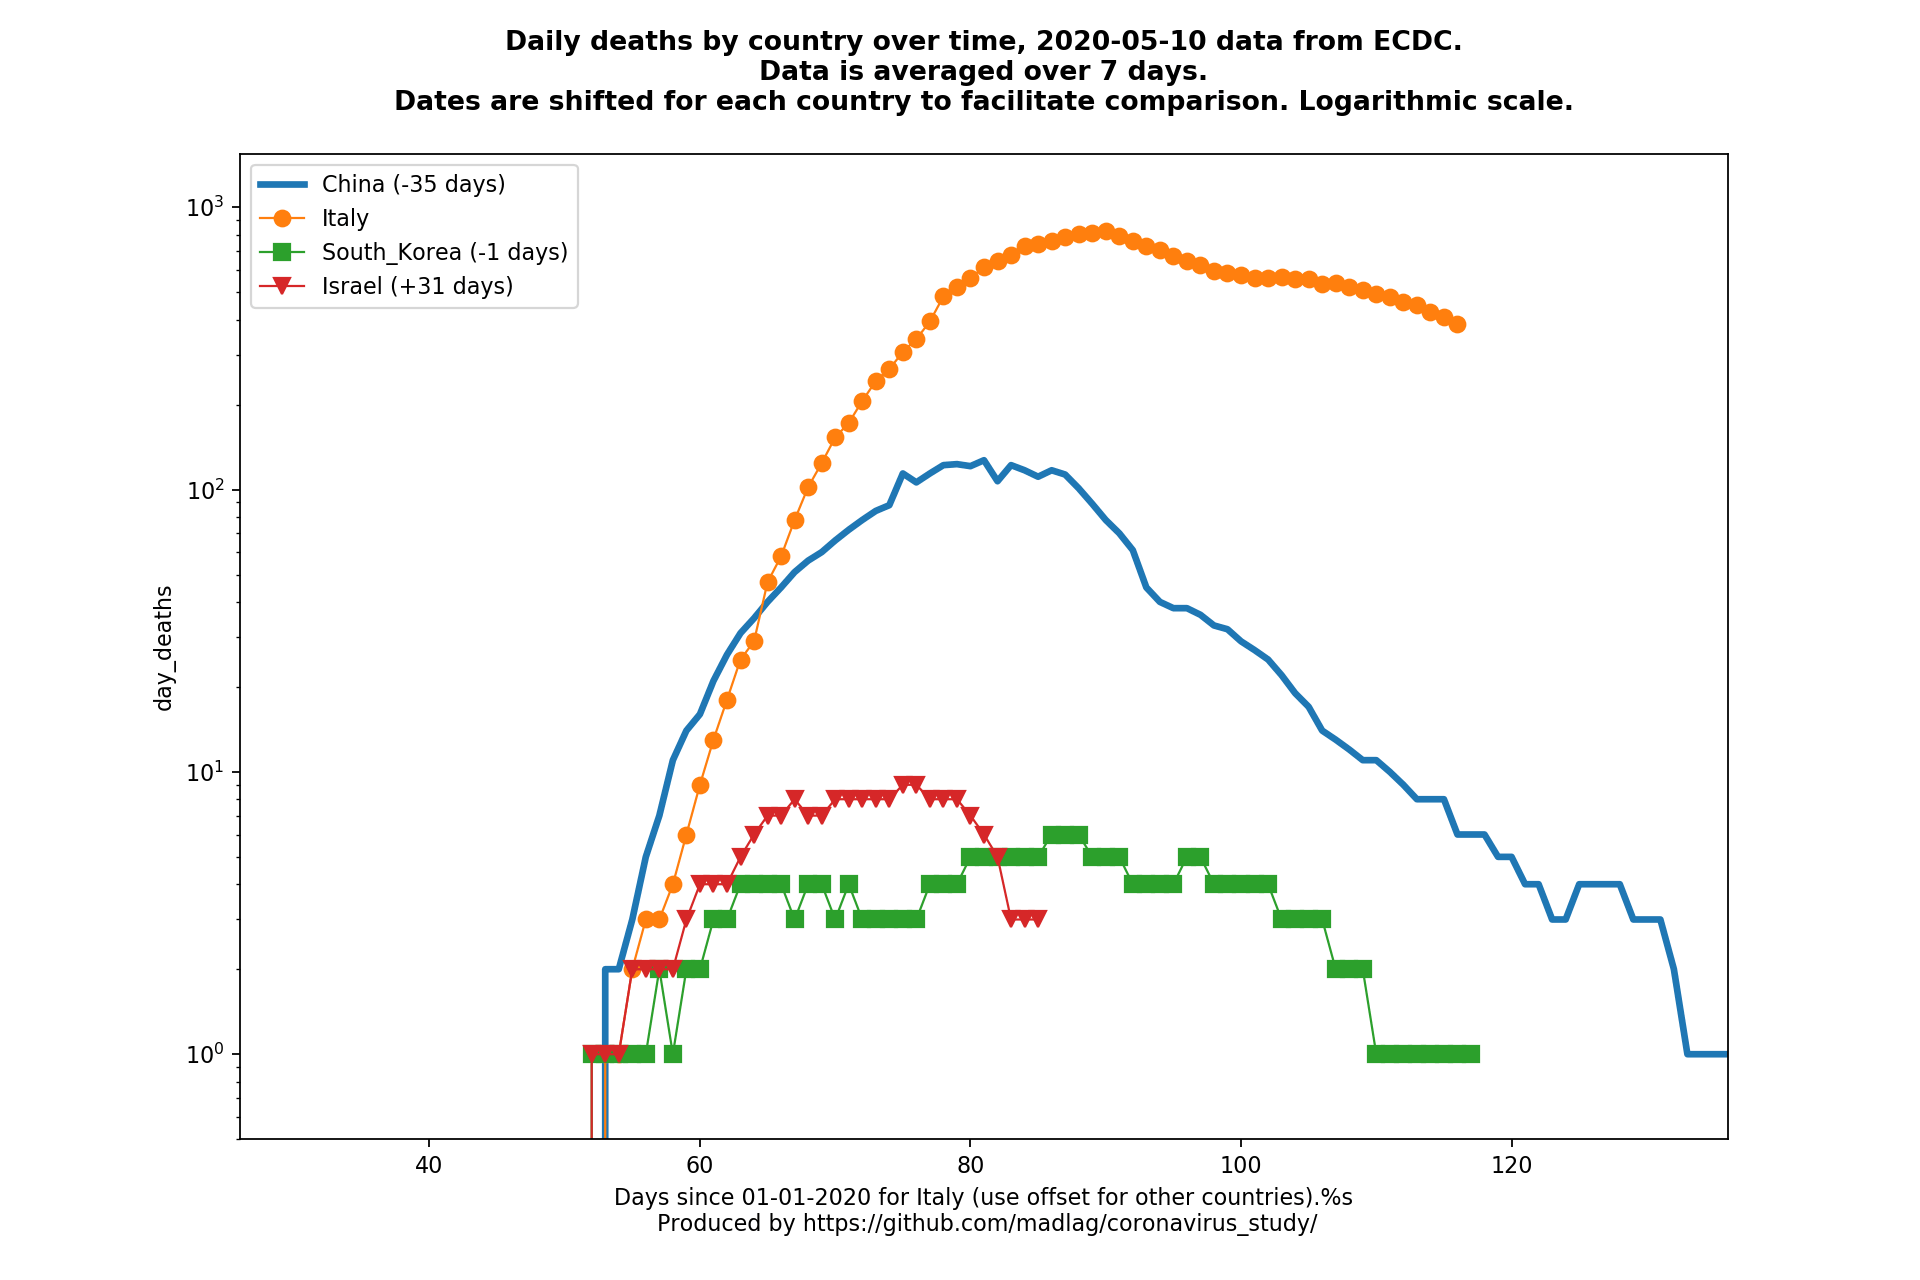 Daily deaths by country over time, 2020-05-10 data from ECDC.
Data is averaged over 7 days.
Dates are shifted for each country to facilitate comparison. Logarithmic scale.
China (-35 days)
Italy
South_Korea (-1 days)
Israel (+31 days)
10³
10²
10¹
10⁰
day_deaths
40 60 80 100 120
Days since 01-01-2020 for Italy (use offset for other countries).%s
Produced by https://github.com/madlag/coronavirus_study/